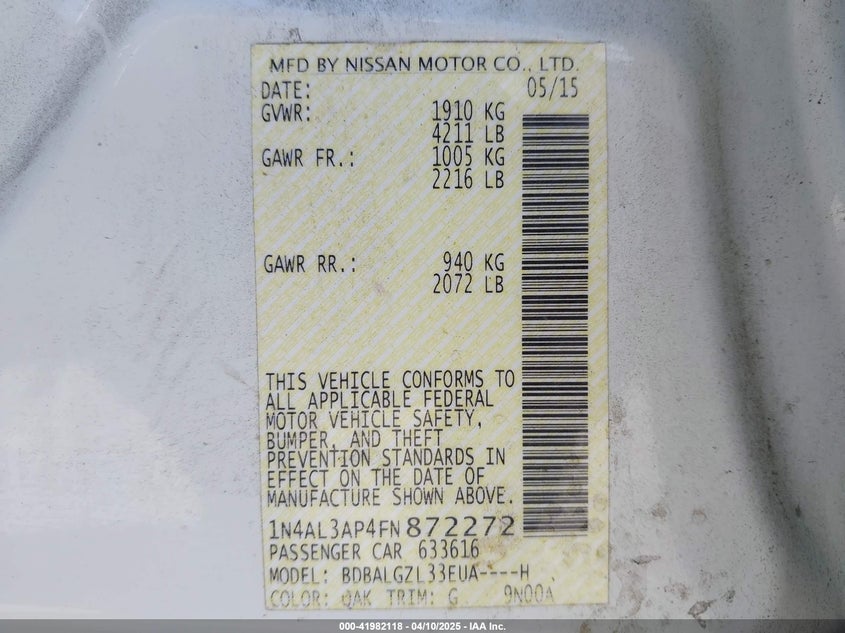 MFD BY NISSAN MOTOR CO., LTD.
DATE: 05/15
GVWR: 1910 KG
4211 LB
GAWR FR.: 1005 KG
2216 LB
GAWR RR.: 940 KG
2072 LB
THIS VEHICLE CONFORMS TO
ALL APPLICABLE FEDERAL
MOTOR VEHICLE SAFETY,
BUMPER, AND THEFT
PREVENTION STANDARDS IN
EFFECT ON THE DATE OF
MANUFACTURE SHOWN ABOVE.
1N4AL3AP4FN872272
PASSENGER CAR 633616
MODEL: BDBALGZL33EUA----H
COLOR: QAK TRIM: G 9N00A
000-41982118 - 04/10/2025 - IAA Inc.